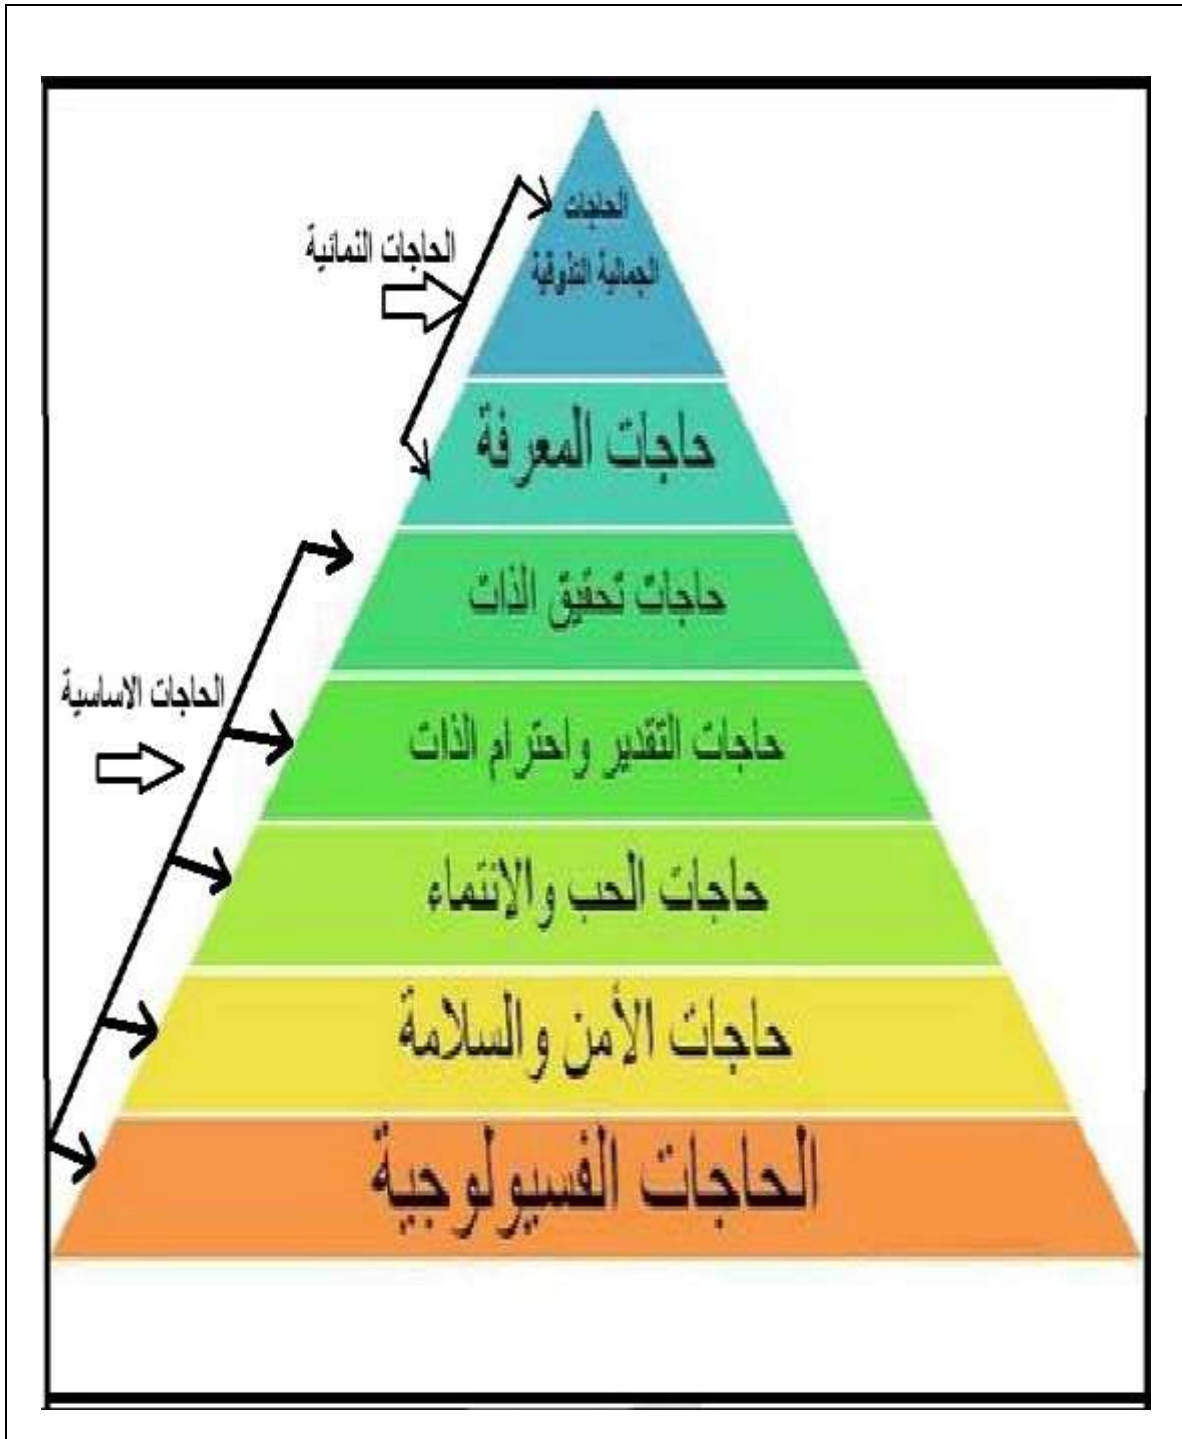 الحاجات
الجمالية التذوقية
الحاجات النمائية
حاجات المعرفة
حاجات تحقيق الذات
حاجات التقدير واحترام الذات
الحاجات الاساسية
حاجات الحب والانتماء
حاجات الأمن والسلامة
الحاجات الفسيولوجية